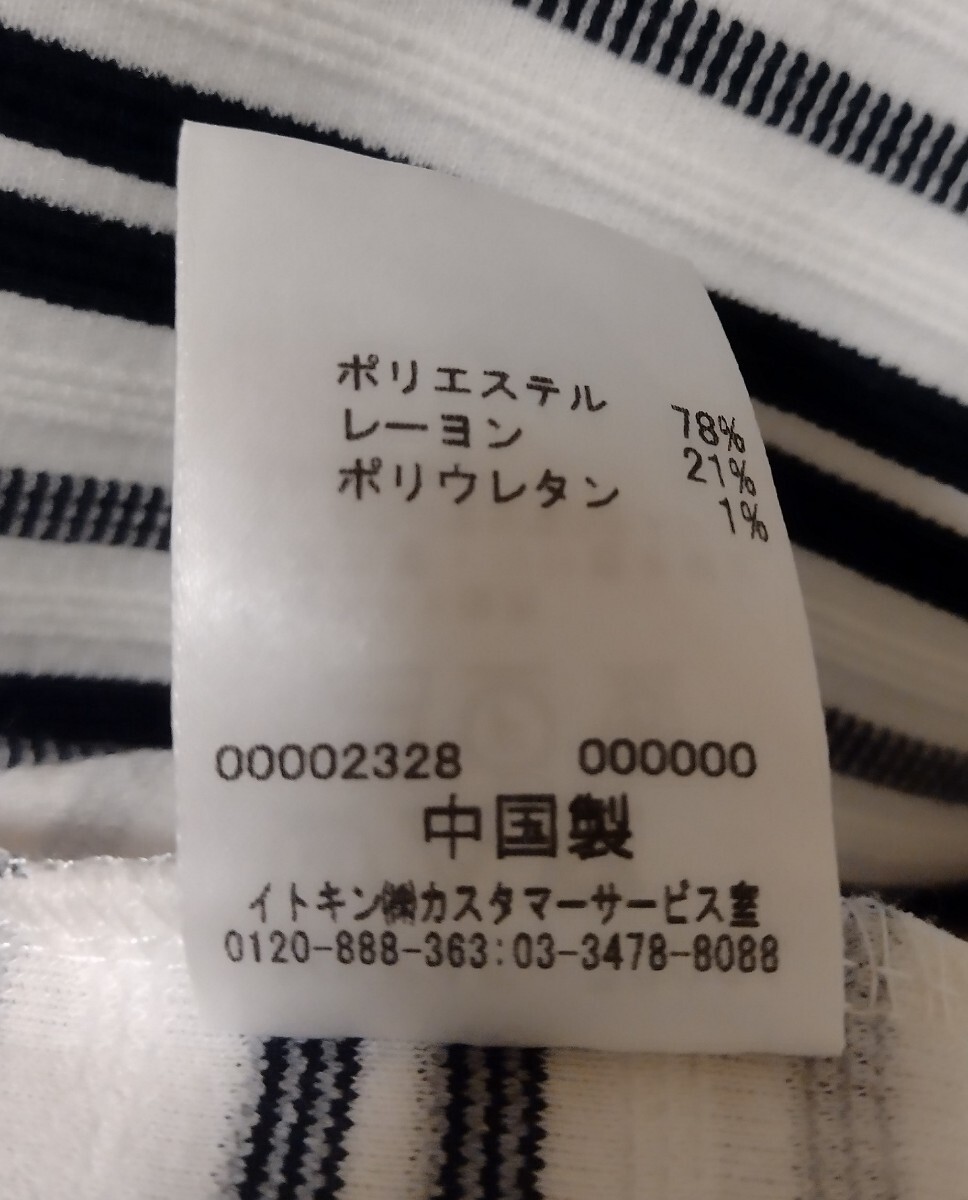 ポリエステル 78%
レーヨン 21%
ポリウレタン 1%
00002328 000000
中国製
イトキン㈱カスタマーサービス室
0120-888-363:03-3478-8088